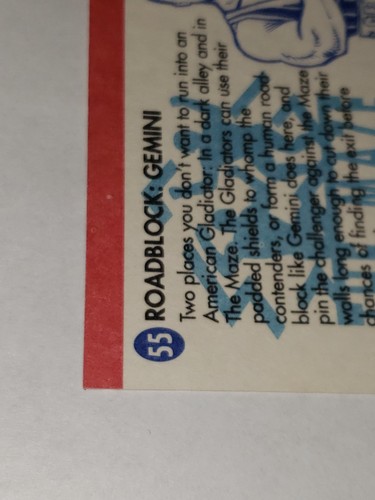 55 ROADBLOCK: GEMINI
Two places you don't want to run into an
American Gladiator: In a dark alley and in
The Maze. The Gladiators can use their
padded shields to whomp the
contenders, or form a human road-
block like Gemini does here, and
pin the challenger against the Maze
walls long enough to cut down their
chances of finding the exit before